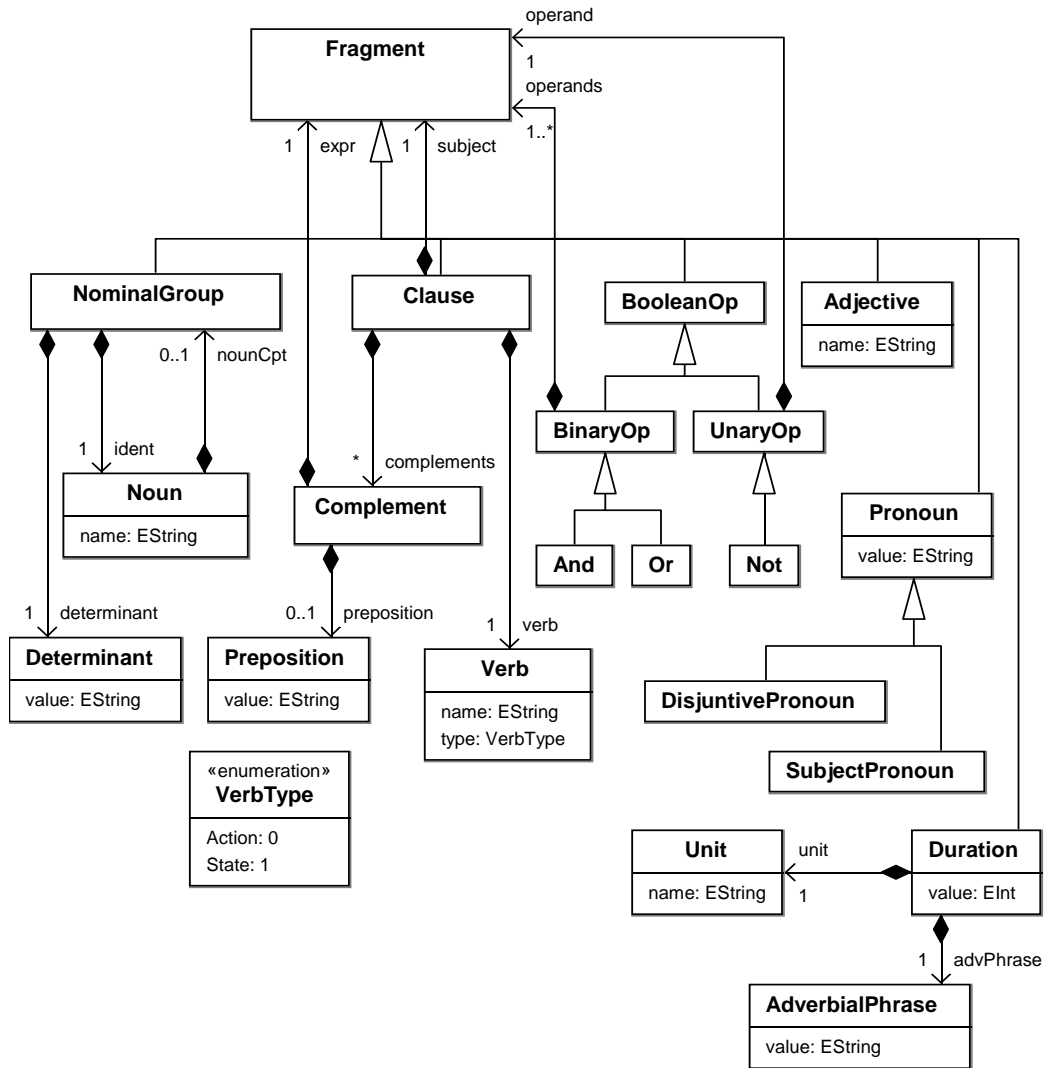 operand
Fragment
1
operands
1..*
1 expr
1 subject
NominalGroup
Clause
BooleanOp
Adjective
name: EString
0..1 nounCpt
BinaryOp
UnaryOp
1 ident
* complements
Noun
name: EString
Complement
Pronoun
value: EString
And
Or
Not
1 determinant
0..1 preposition
1 verb
Determinant
value: EString
Preposition
value: EString
Verb
name: EString
type: VerbType
DisjuntivePronoun
SubjectPronoun
«enumeration»
VerbType
Action: 0
State: 1
Unit
name: EString
unit
1
Duration
value: EInt
1 advPhrase
AdverbialPhrase
value: EString